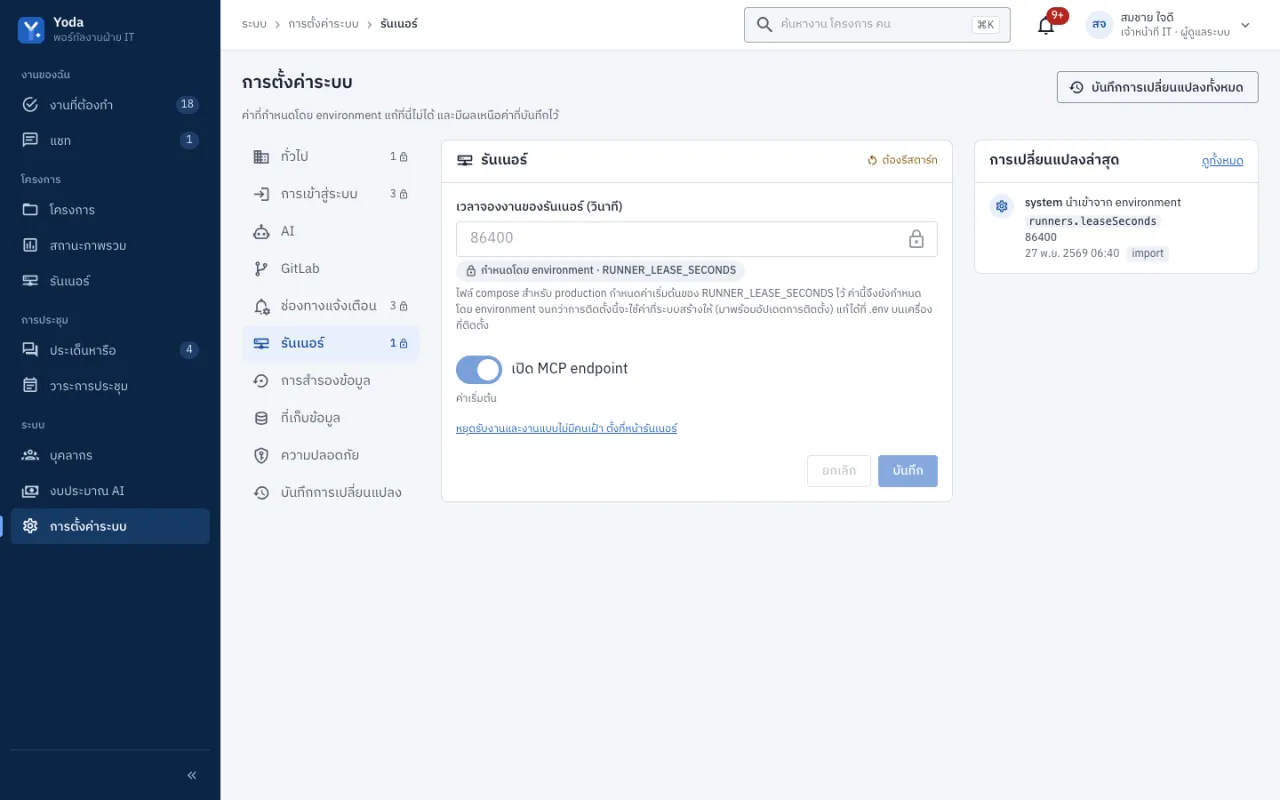 Yoda
พอร์ทัลงานฝ่าย IT
งานของฉัน
งานที่ต้องทำ 18
แชท 1
โครงการ
โครงการ
สถานะภาพรวม
รันเนอร์
การประชุม
ประเด็นหารือ 4
วาระการประชุม
ระบบ
บุคลากร
งบประมาณ AI
การตั้งค่าระบบ
ระบบ › การตั้งค่าระบบ › รันเนอร์
ค้นหางาน โครงการ คน ⌘K
9+
สจ
สมชาย ใจดี
เจ้าหน้าที่ IT · ผู้ดูแลระบบ
การตั้งค่าระบบ
บันทึกการเปลี่ยนแปลงทั้งหมด
ค่าที่กำหนดโดย environment แก้ที่นี่ไม่ได้ และมีผลเหนือค่าที่บันทึกไว้
ทั่วไป 1
การเข้าสู่ระบบ 3
AI
GitLab
ช่องทางแจ้งเตือน 3
รันเนอร์ 1
การสำรองข้อมูล
ที่เก็บข้อมูล
ความปลอดภัย
บันทึกการเปลี่ยนแปลง
รันเนอร์
ต้องรีสตาร์ท
เวลาจองงานของรันเนอร์ (วินาที)
86400
กำหนดโดย environment · RUNNER_LEASE_SECONDS
ไฟล์ compose สำหรับ production กำหนดค่าเริ่มต้นของ RUNNER_LEASE_SECONDS ไว้ ค่านี้จึงยังกำหนด
โดย environment จนกว่าการติดตั้งนี้จะใช้ค่าที่ระบบสร้างให้ (มาพร้อมอัปเดตการติดตั้ง) แก้ได้ที่ .env บนเครื่อง
ที่ติดตั้ง
เปิด MCP endpoint
ค่าเริ่มต้น
หยุดรับงานและงานแบบไม่มีคนเฝ้า ตั้งที่หน้ารันเนอร์
ยกเลิก
บันทึก
การเปลี่ยนแปลงล่าสุด
ดูทั้งหมด
system นำเข้าจาก environment
runners.leaseSeconds
86400
27 พ.ย. 2569 06:40 import